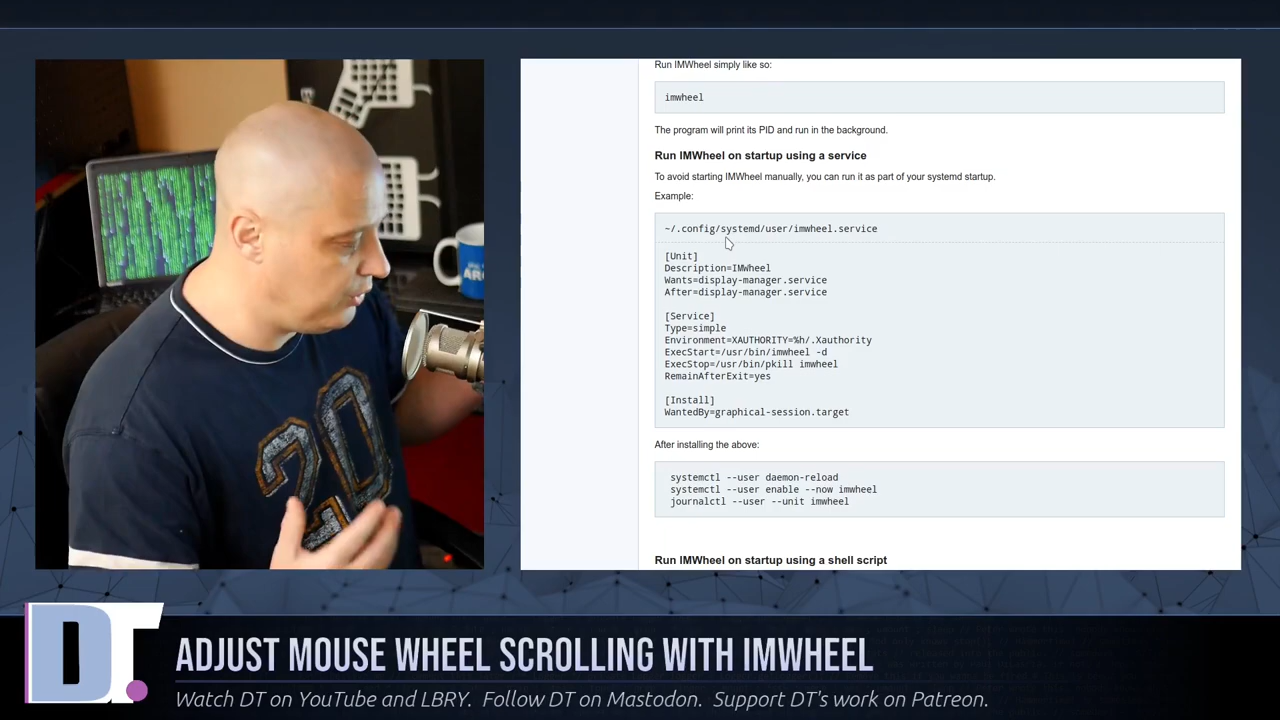 Run IMWheel simply like so:
imwheel
The program will print its PID and run in the background.
Run IMWheel on startup using a service
To avoid starting IMWheel manually, you can run it as part of your systemd startup.
Example:
~/.config/systemd/user/imwheel.service
[Unit]
Description=IMWheel
Wants=display-manager.service
After=display-manager.service
[Service]
Type=simple
Environment=XAUTHORITY=%h/.Xauthority
ExecStart=/usr/bin/imwheel -d
ExecStop=/usr/bin/pkill imwheel
RemainAfterExit=yes
[Install]
WantedBy=graphical-session.target
After installing the above:
systemctl --user daemon-reload
systemctl --user enable --now imwheel
journalctl --user --unit imwheel
Run IMWheel on startup using a shell script
20
DT.
ADJUST MOUSE WHEEL SCROLLING WITH IMWHEEL
Watch DT on YouTube and LBRY. Follow DT on Mastodon. Support DT's work on Patreon.